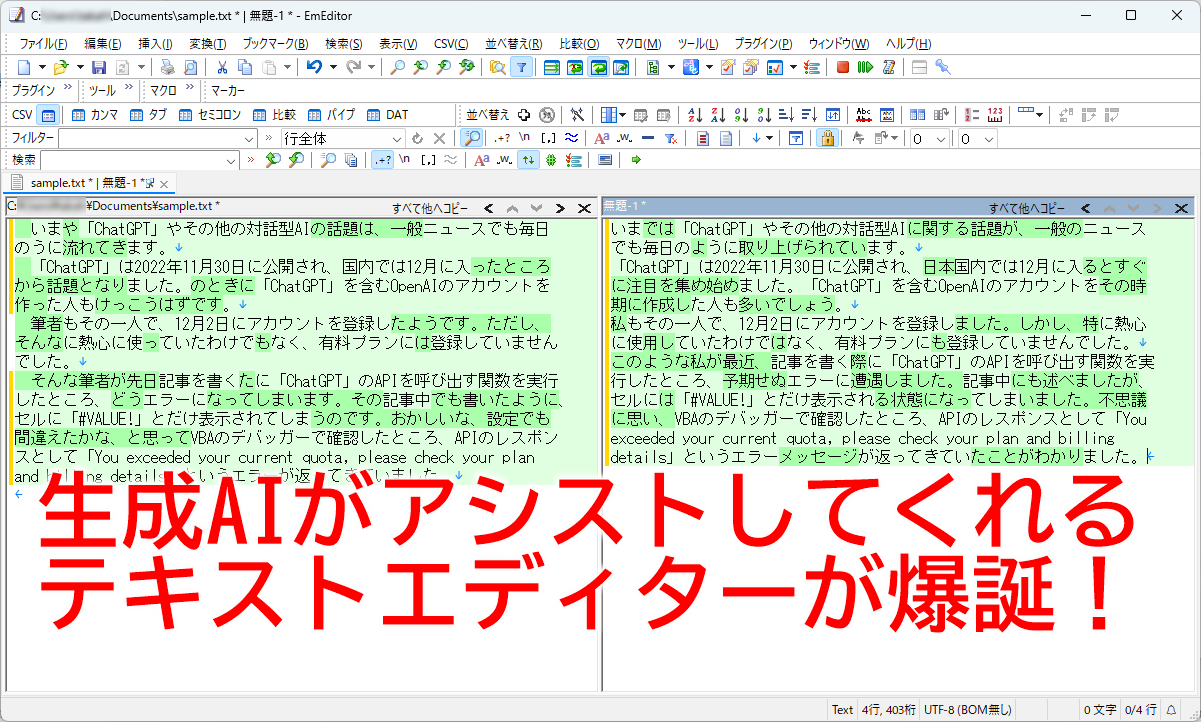 C:\Documents\sample.txt * | 無題-1 * - EmEditor
ファイル(F) 編集(E) 挿入(I) 変換(T) ブックマーク(B) 検索(S) 表示(V) CSV(C) 並べ替え(R) 比較(O) マクロ(M) ツール(L) プラグイン(P) ウィンドウ(W) ヘルプ(H)
プラグイン » ツール » マクロ » マーカー
CSV カンマ タブ セミコロン 比較 パイプ DAT 並べ替え
フィルター 行全体 0 0
検索
sample.txt * | 無題-1 *
C:¥Documents¥sample.txt * すべて他へコピー
いまや「ChatGPT」やその他の対話型AIの話題は、一般ニュースでも毎日
のうに流れてきます。↓
「ChatGPT」は2022年11月30日に公開され、国内では12月に入ったところ
から話題となりました。のときに「ChatGPT」を含むOpenAIのアカウントを
作った人もけっこうはずです。↓
筆者もその一人で、12月2日にアカウントを登録したようです。ただし、
そんなに熱心に使っていたわけでもなく、有料プランには登録していません
でした。↓
そんな筆者が先日記事を書くたに「ChatGPT」のAPIを呼び出す関数を実行
したところ、どうエラーになってしまいます。その記事中でも書いたように、
セルに「#VALUE!」とだけ表示されてしまうのです。おかしいな、設定でも
間違えたかな、と思ってVBAのデバッガーで確認したところ、APIのレスポン
スとして「You exceeded your current quota, please check your plan
and billing details」というエラーが返ってきていました。↓
無題-1 * すべて他へコピー
いまでは「ChatGPT」やその他の対話型AIに関する話題が、一般のニュース
でも毎日のように取り上げられています。↓
「ChatGPT」は2022年11月30日に公開され、日本国内では12月に入るとすぐ
に注目を集め始めました。「ChatGPT」を含むOpenAIのアカウントをその時
期に作成した人も多いでしょう。↓
私もその一人で、12月2日にアカウントを登録しました。しかし、特に熱心
に使用していたわけではなく、有料プランにも登録していませんでした。↓
このような私が最近、記事を書く際に「ChatGPT」のAPIを呼び出す関数を実
行したところ、予期せぬエラーに遭遇しました。記事中にも述べましたが、
セルには「#VALUE!」とだけ表示される状態になってしまいました。不思議
に思い、VBAのデバッガーで確認したところ、APIのレスポンスとして「You
exceeded your current quota, please check your plan and billing
details」というエラーメッセージが返ってきていたことがわかりました。
生成AIがアシストしてくれる
テキストエディターが爆誕！
Text 4行, 403桁 UTF-8 (BOM無し) 0 文字 0/4 行